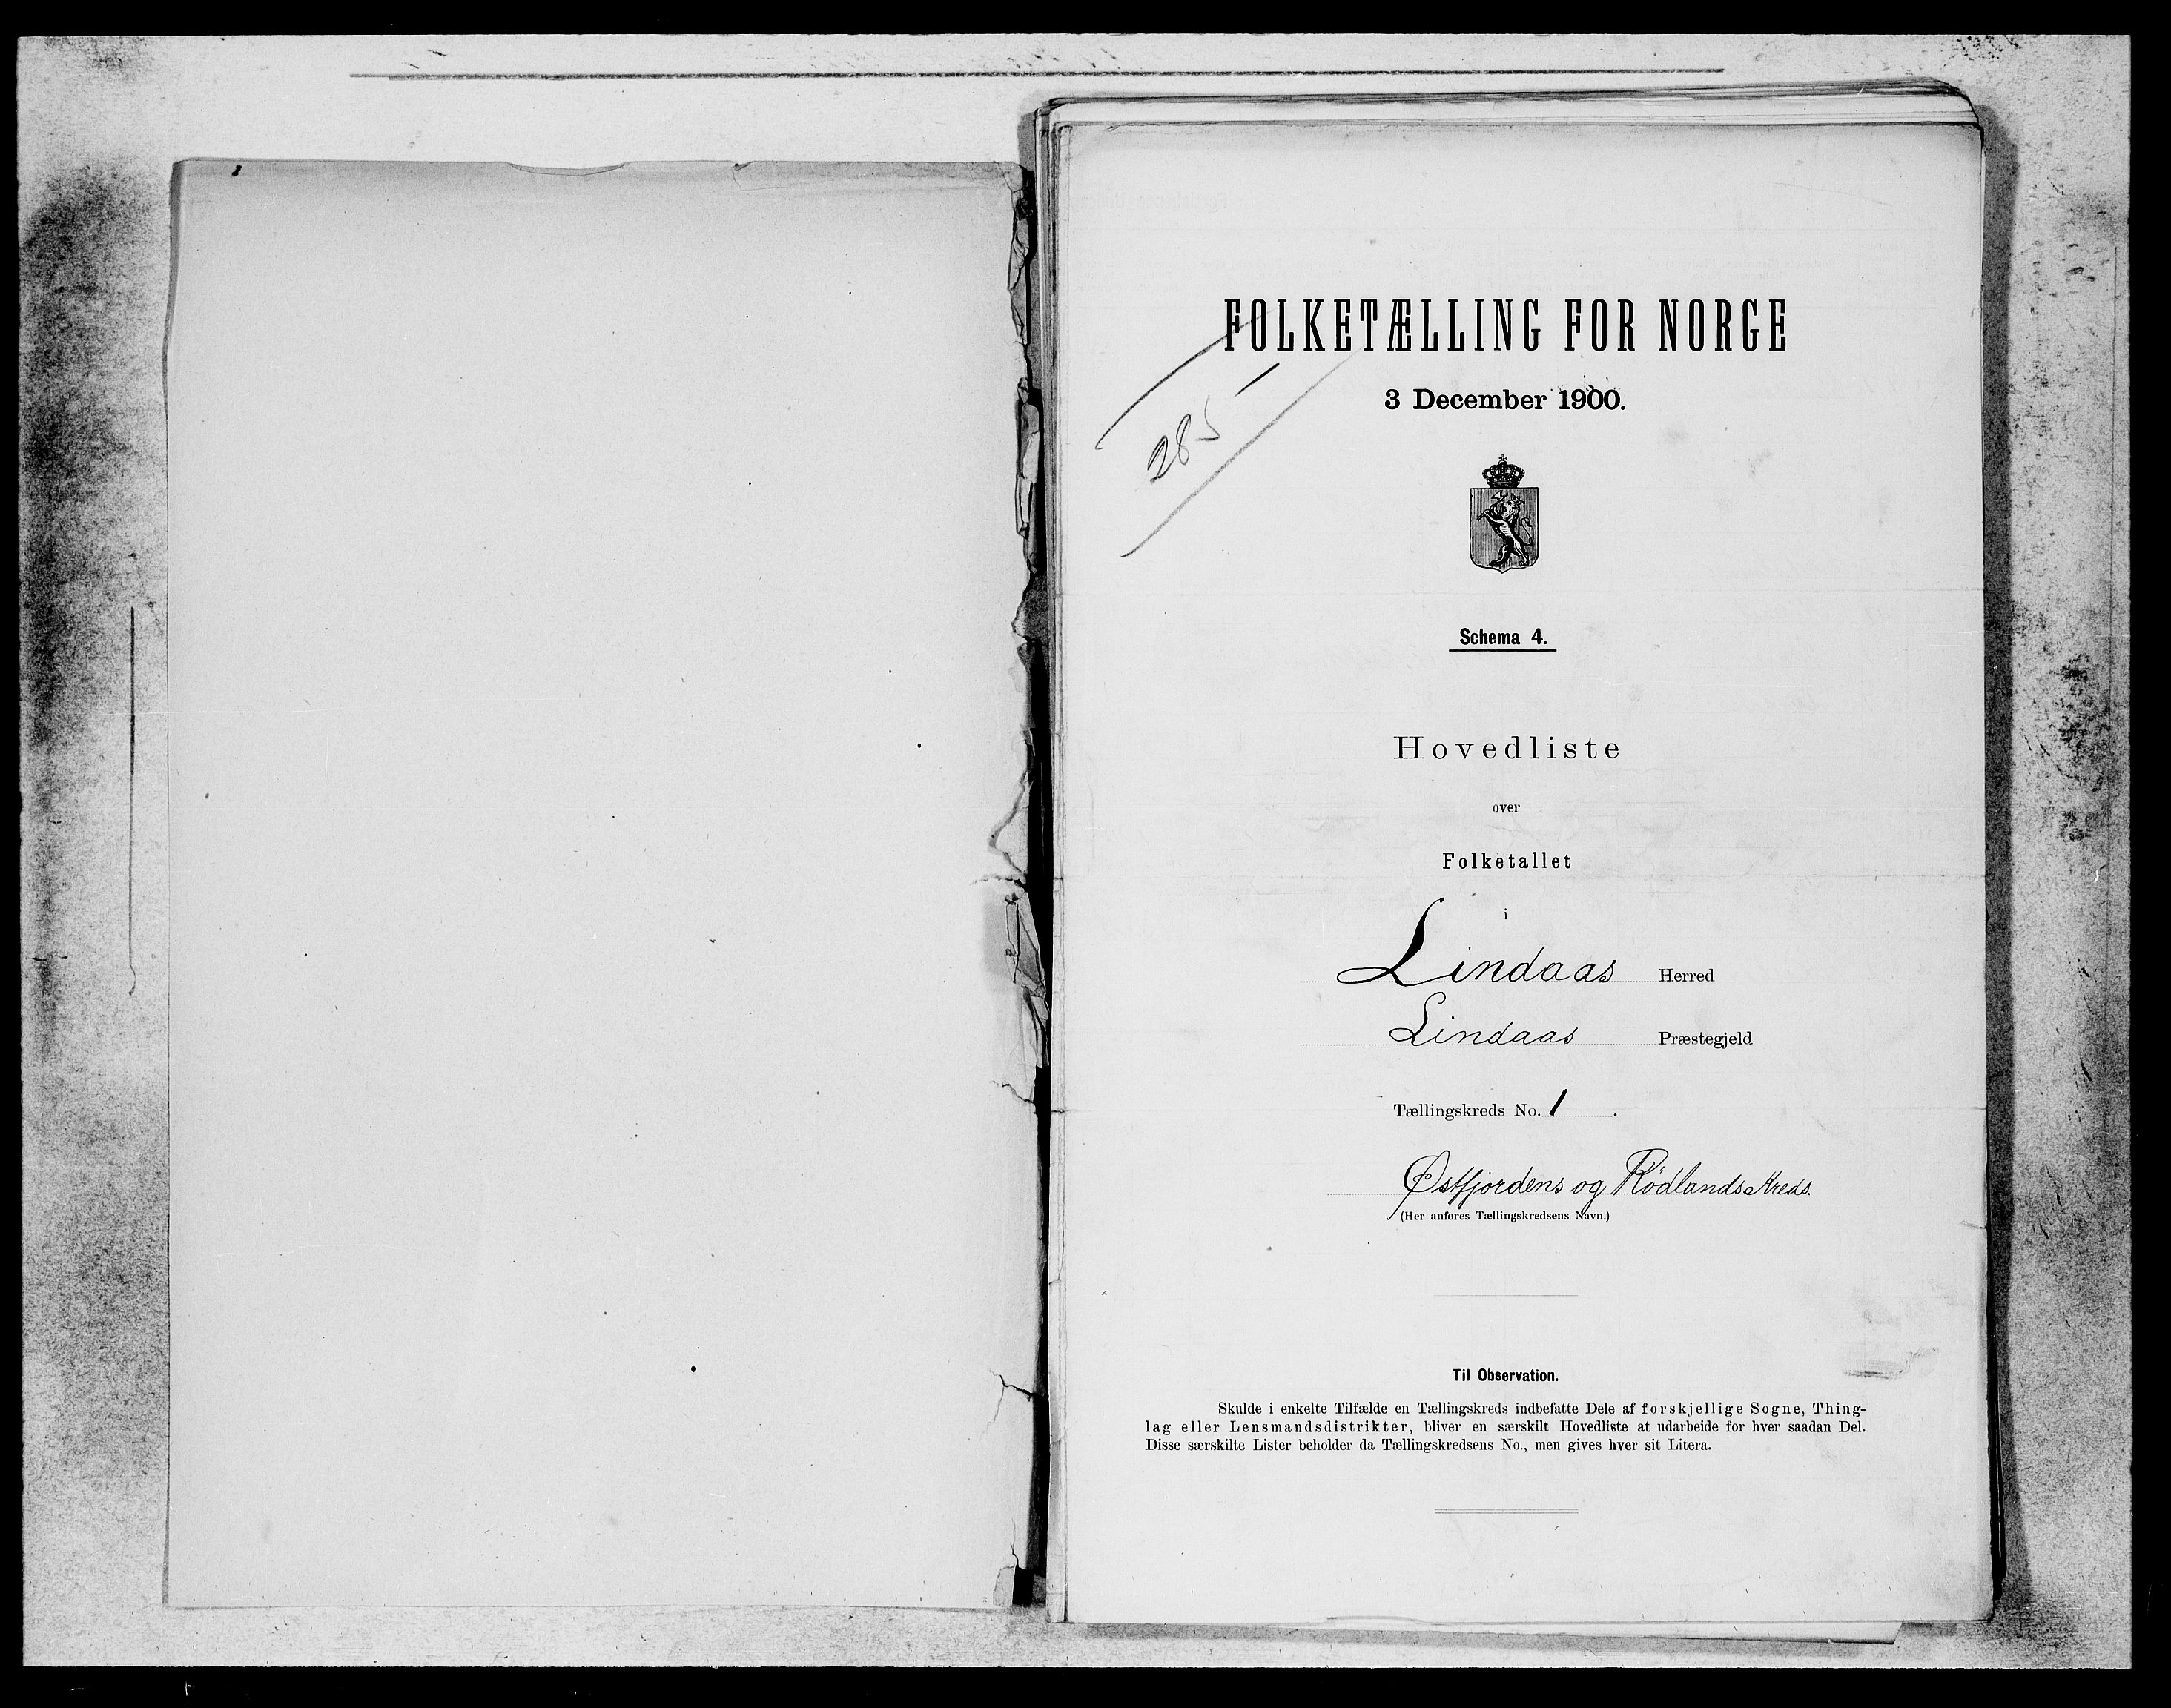 FOLKETÆLLING FOR NORGE
3 December 1900.
285
Schema 4.
Hovedliste
over
Folketallet
i
Lindaas Herred
Lindaas Præstegjeld
Tællingskreds No. 1.
Østfjordens og Rödlands Kreds.
(Her anføres Tællingskredsens Navn.)
Til Observation.
Skulde i enkelte Tilfælde en Tællingskreds indbefatte Dele af forskjellige Sogne, Thing-
lag eller Lensmandsdistrikter, bliver en særskilt Hovedliste at udarbeide for hver saadan Del.
Disse særskilte Lister beholder da Tællingskredsens No., men gives hver sit Litera.